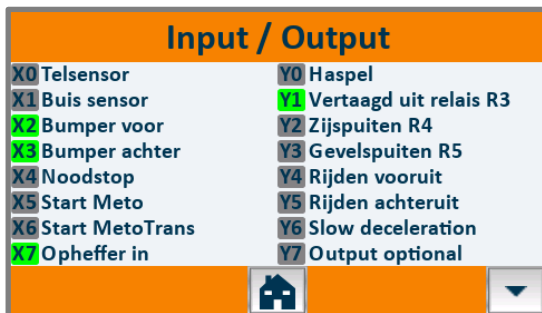 Input / Output
X0 Telsensor
X1 Buis sensor
X2 Bumper voor
X3 Bumper achter
X4 Noodstop
X5 Start Meto
X6 Start MetoTrans
X7 Opheffer in
Y0 Haspel
Y1 Vertaagd uit relais R3
Y2 Zijspuiten R4
Y3 Gevelspuiten R5
Y4 Rijden vooruit
Y5 Rijden achteruit
Y6 Slow deceleration
Y7 Output optional